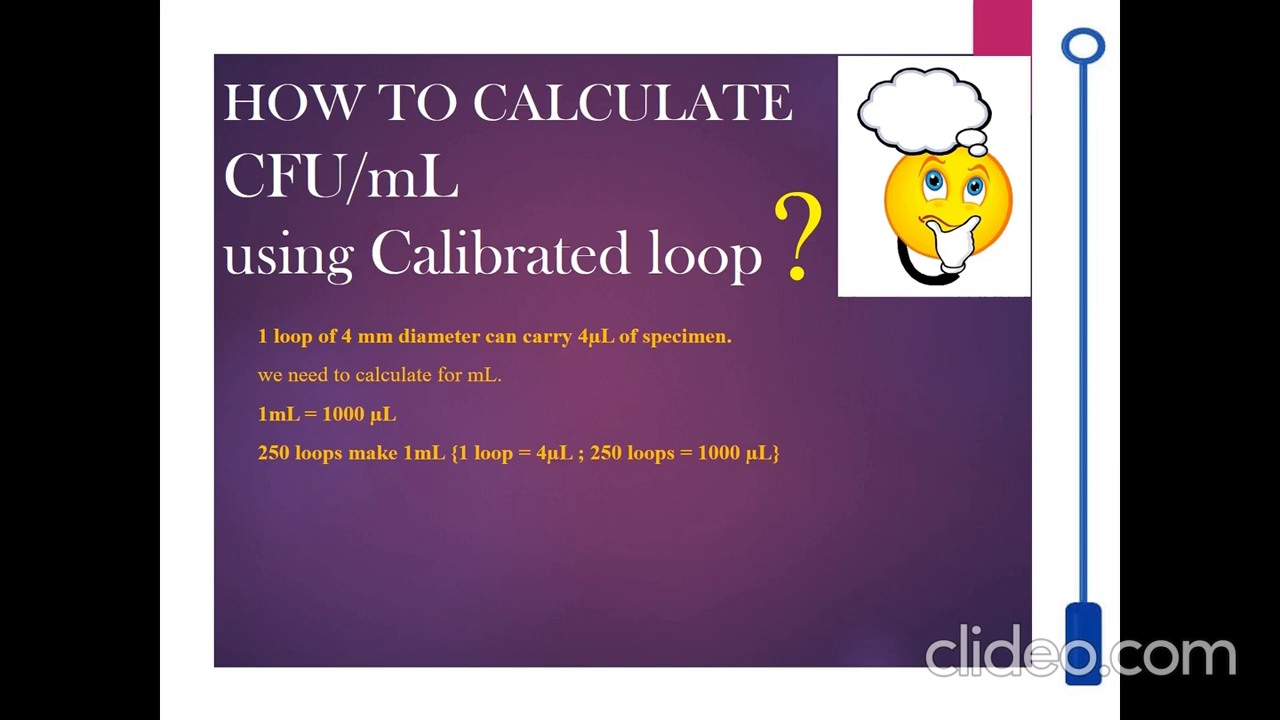 HOW TO CALCULATE
CFU/mL
using Calibrated loop ?
1 loop of 4 mm diameter can carry 4µL of specimen.
we need to calculate for mL.
1mL = 1000 µL
250 loops make 1mL {1 loop = 4µL ; 250 loops = 1000 µL}
clideo.com